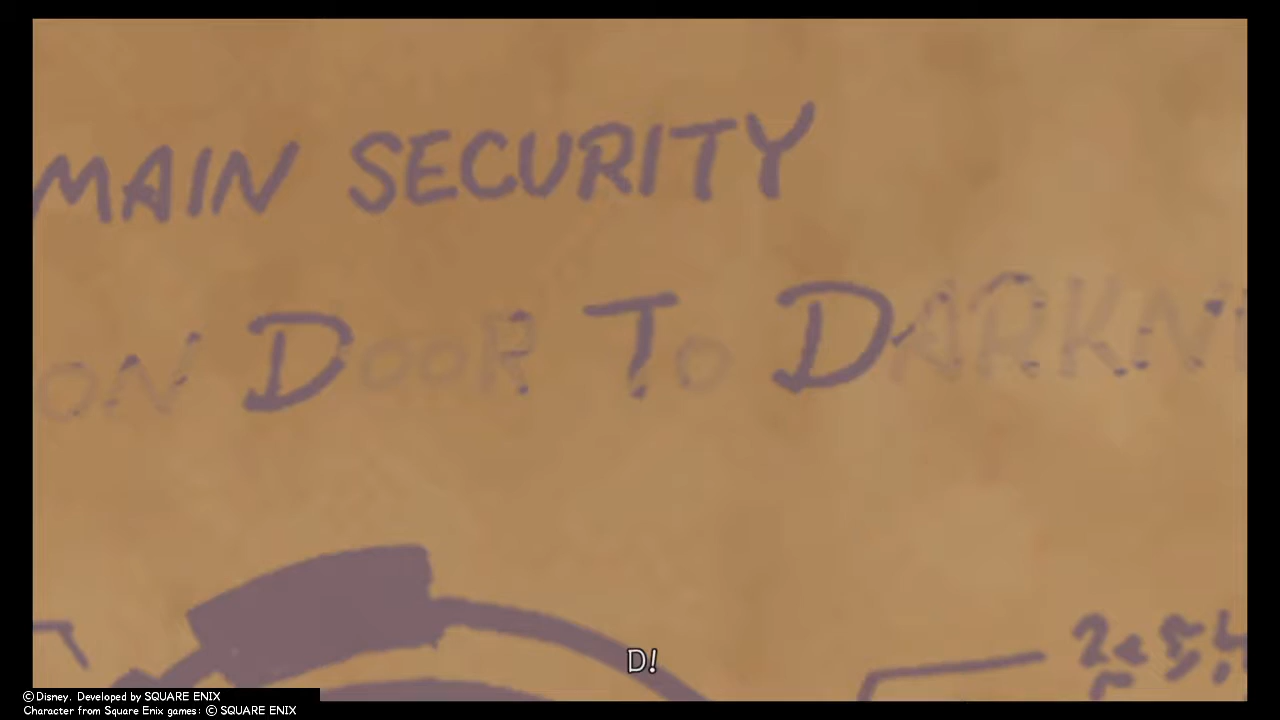 MAIN SECURITY
ON DOOR TO DARKN
D!
© Disney. Developed by SQUARE ENIX
Character from Square Enix games: © SQUARE ENIX